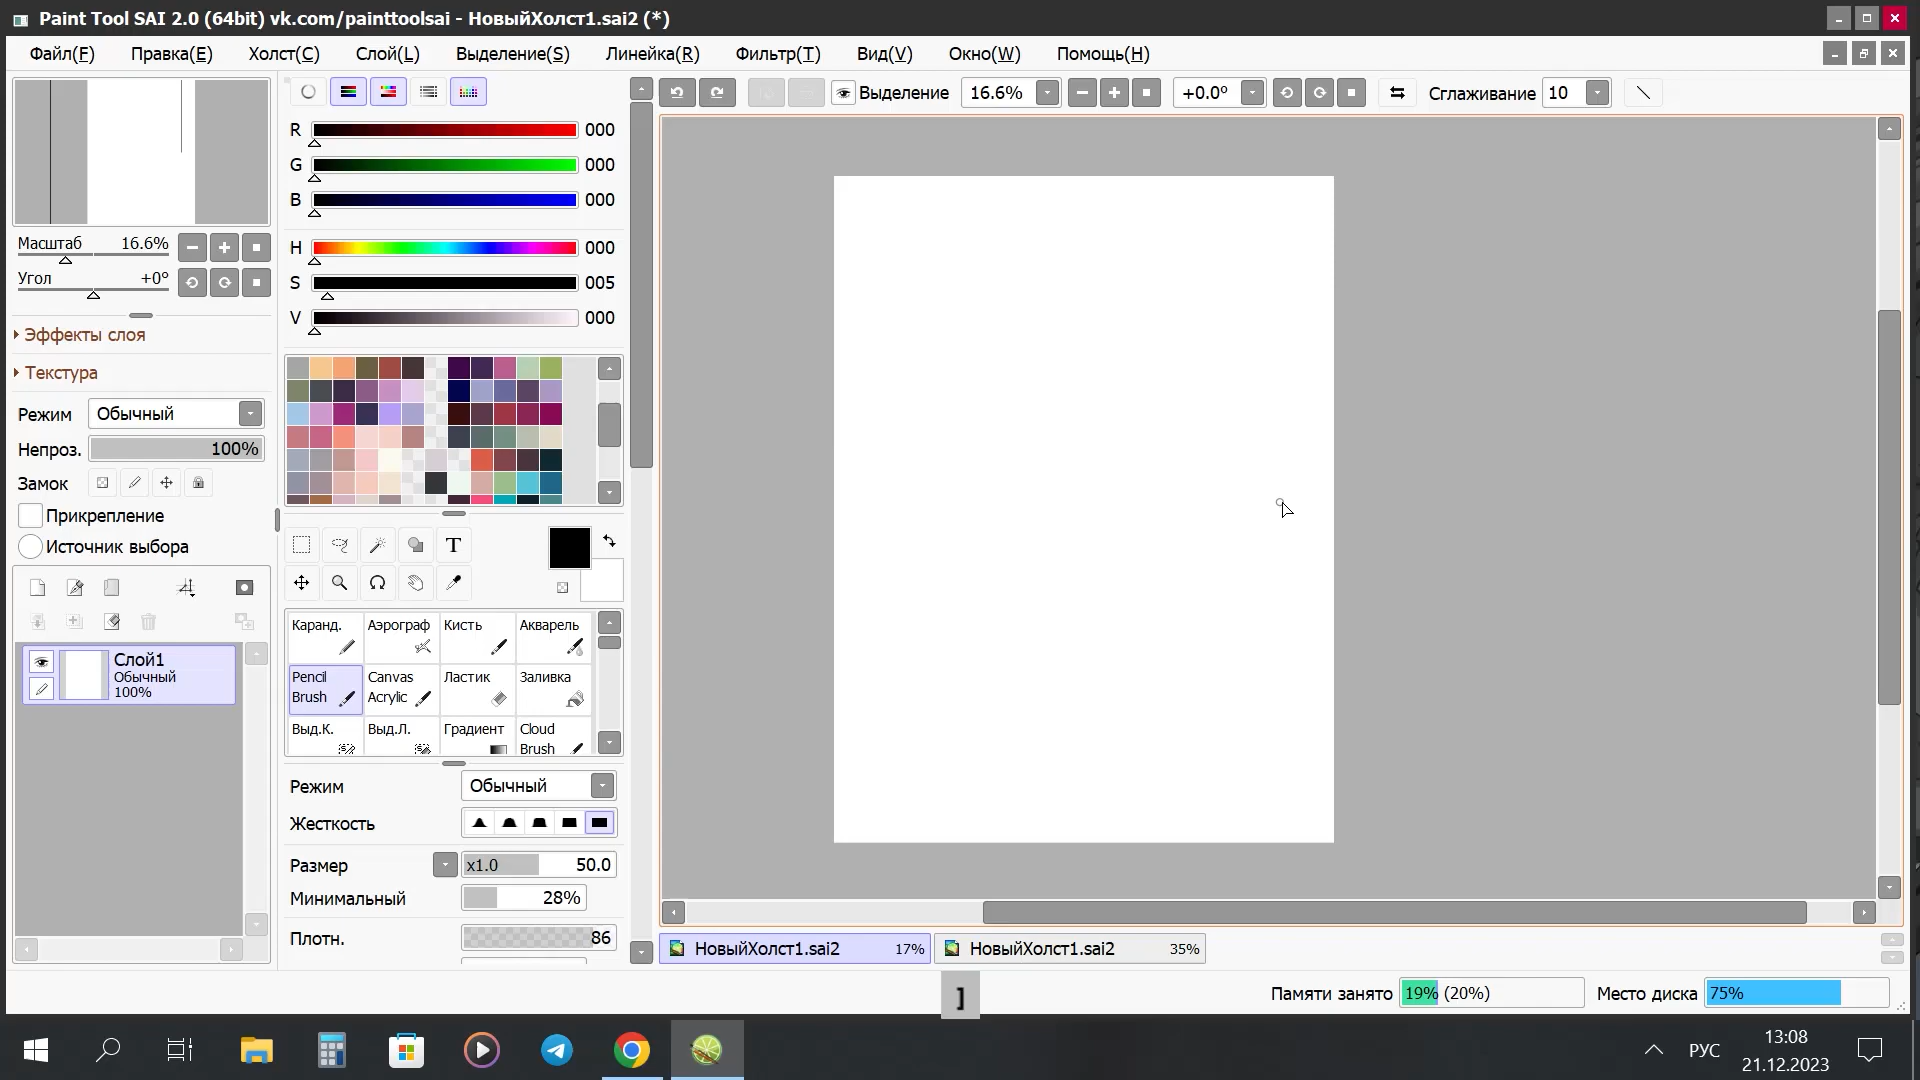 Paint Tool SAI 2.0 (64bit) vk.com/painttoolsai - НовыйХолст1.sai2 (*)
Файл(F) Правка(E) Холст(C) Слой(L) Выделение(S) Линейка(R) Фильтр(T) Вид(V) Окно(W) Помощь(H)
Выделение 16.6% +0.0º Сглаживание 10
R 000
G 000
B 000
H 000
S 005
V 000
Масштаб 16.6%
Угол +0º
Эффекты слоя
Текстура
Режим Обычный
Непроз. 100%
Замок
Прикрепление
Источник выбора
Слой1
Обычный
100%
T
Каранд. Аэрограф Кисть Акварель
Pencil Brush Canvas Acrylic Ластик Заливка
Выд.К. Выд.Л. Градиент Cloud Brush
Режим Обычный
Жесткость
Размер x1.0 50.0
Минимальный 28%
Плотн. 86
НовыйХолст1.sai2 17% НовыйХолст1.sai2 35%
]
Памяти занято 19% (20%) Место диска 75%
РУС
13:08
21.12.2023